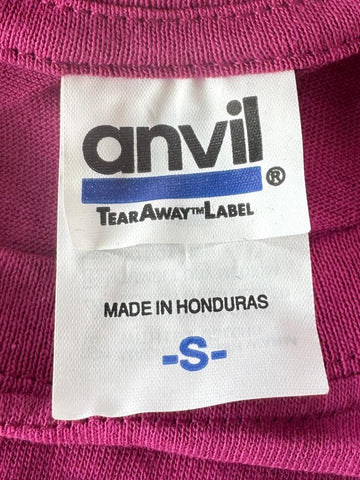 anvil
®
TEARAWAY™LABEL
MADE IN HONDURAS
-S-